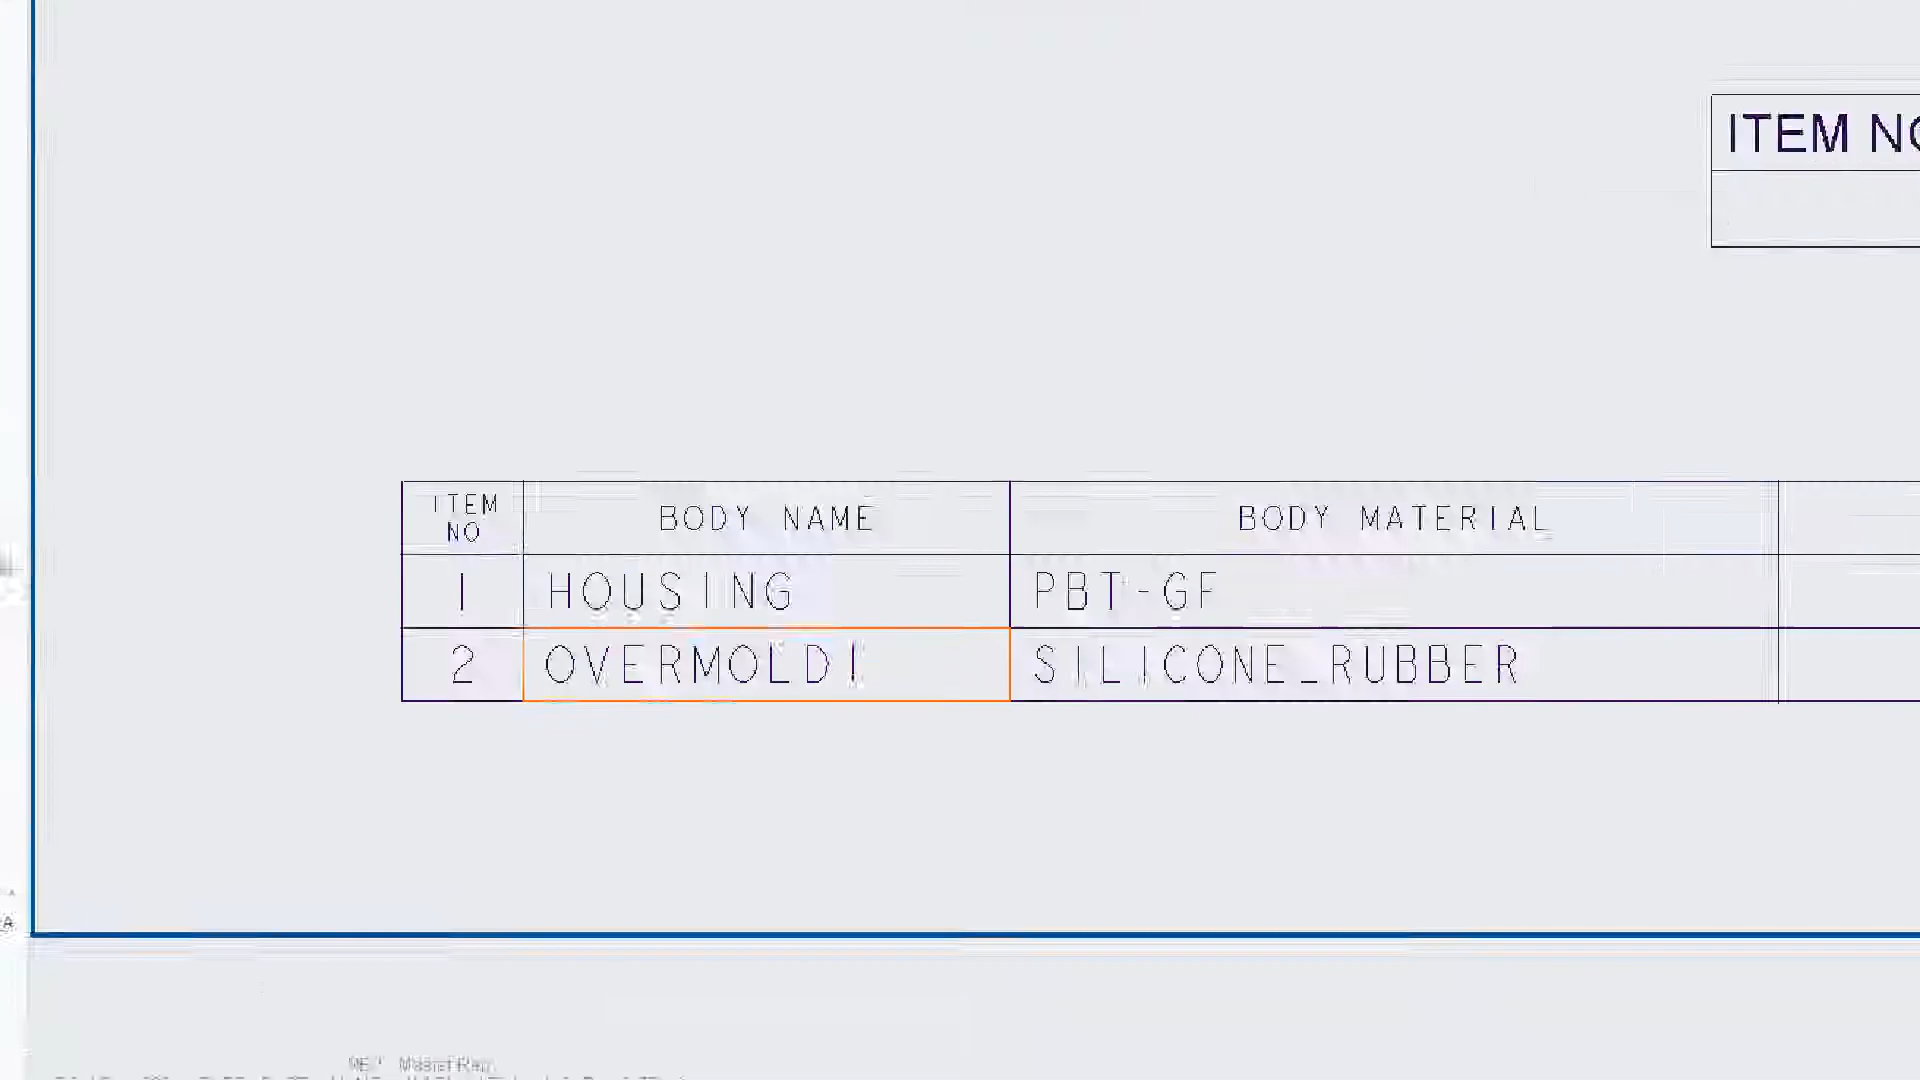 ITEM NO
ITEM NO
BODY NAME
BODY MATERIAL
1
HOUSING
PBT-GF
2
OVERMOLD1
SILICONE_RUBBER